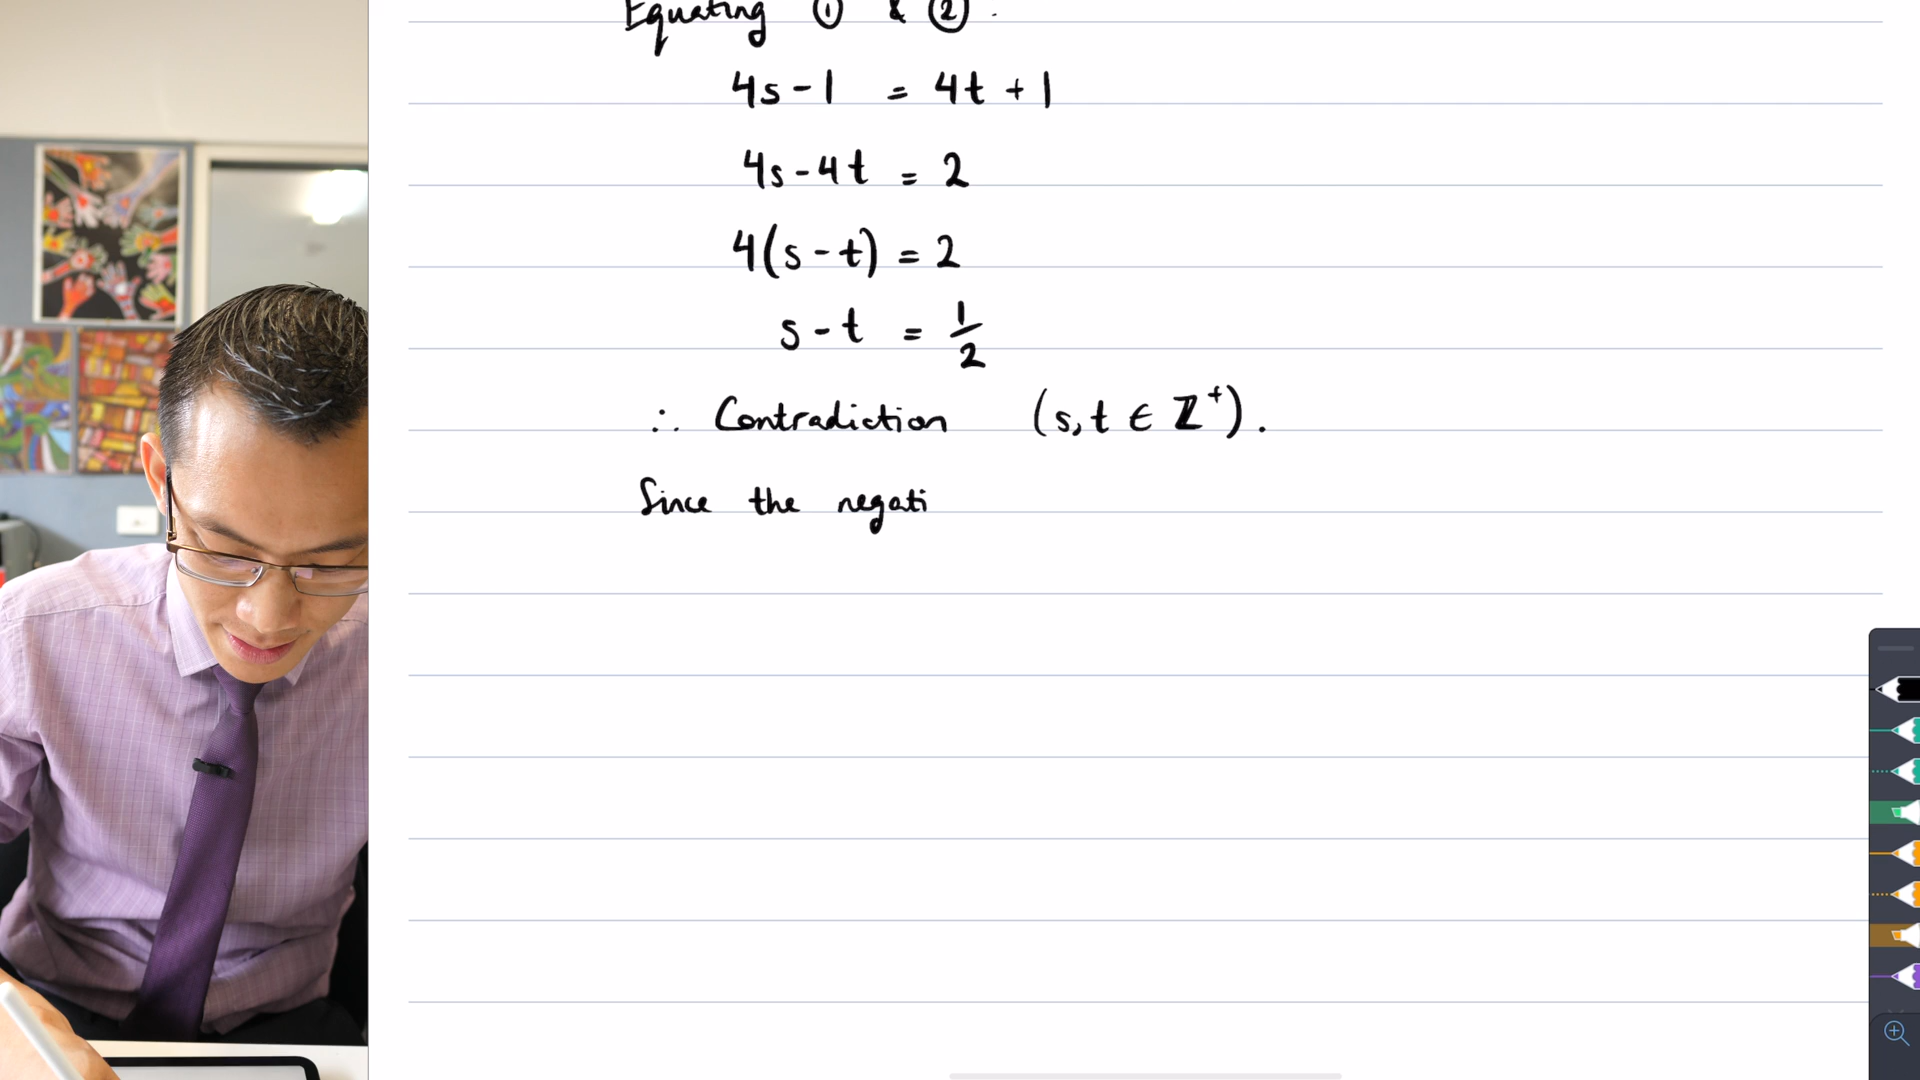 Equating ① & ② .
4s - 1 = 4t + 1
4s - 4t = 2
4(s - t) = 2
s - t = 1/2
∴ Contradiction (s, t ∈ ℤ⁺).
Since the negati